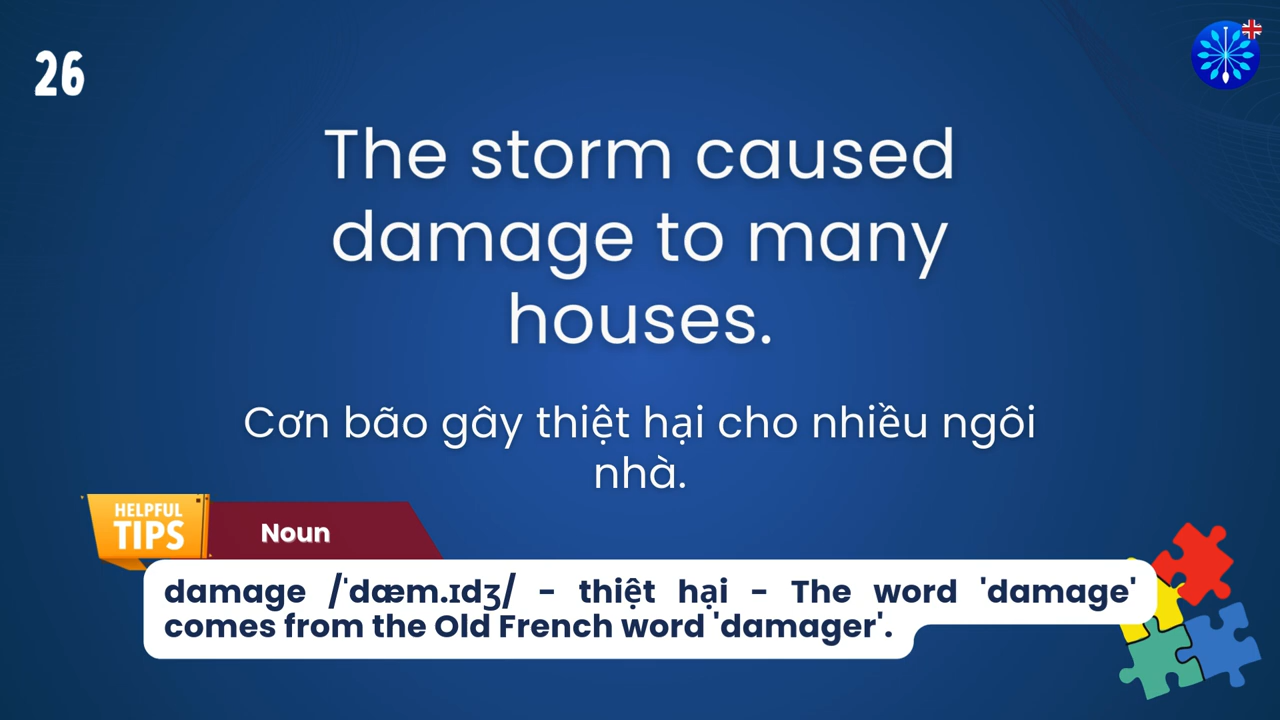 26
The storm caused
damage to many
houses.
Cơn bão gây thiệt hại cho nhiều ngôi
nhà.
HELPFUL
TIPS
Noun
damage /ˈdæm.ɪdʒ/ - thiệt hại - The word 'damage'
comes from the Old French word 'damager'.